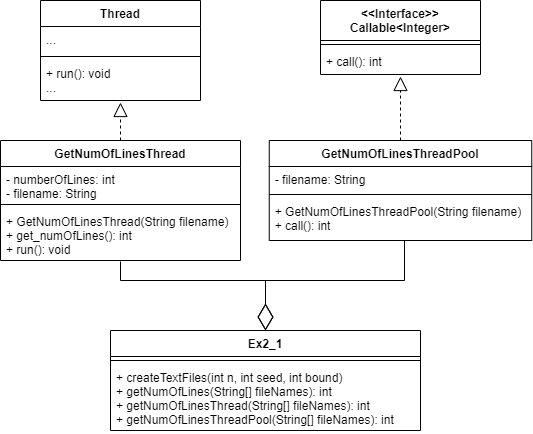 Thread
...
+ run(): void
...
<<Interface>>
Callable<Integer>
+ call(): int
GetNumOfLinesThread
- numberOfLines: int
- filename: String
+ GetNumOfLinesThread(String filename)
+ get_numOfLines(): int
+ run(): void
GetNumOfLinesThreadPool
- filename: String
+ GetNumOfLinesThreadPool(String filename)
+ call(): int
Ex2_1
+ createTextFiles(int n, int seed, int bound)
+ getNumOfLines(String[] fileNames): int
+ getNumOfLinesThread(String[] fileNames): int
+ getNumOfLinesThreadPool(String[] fileNames): int